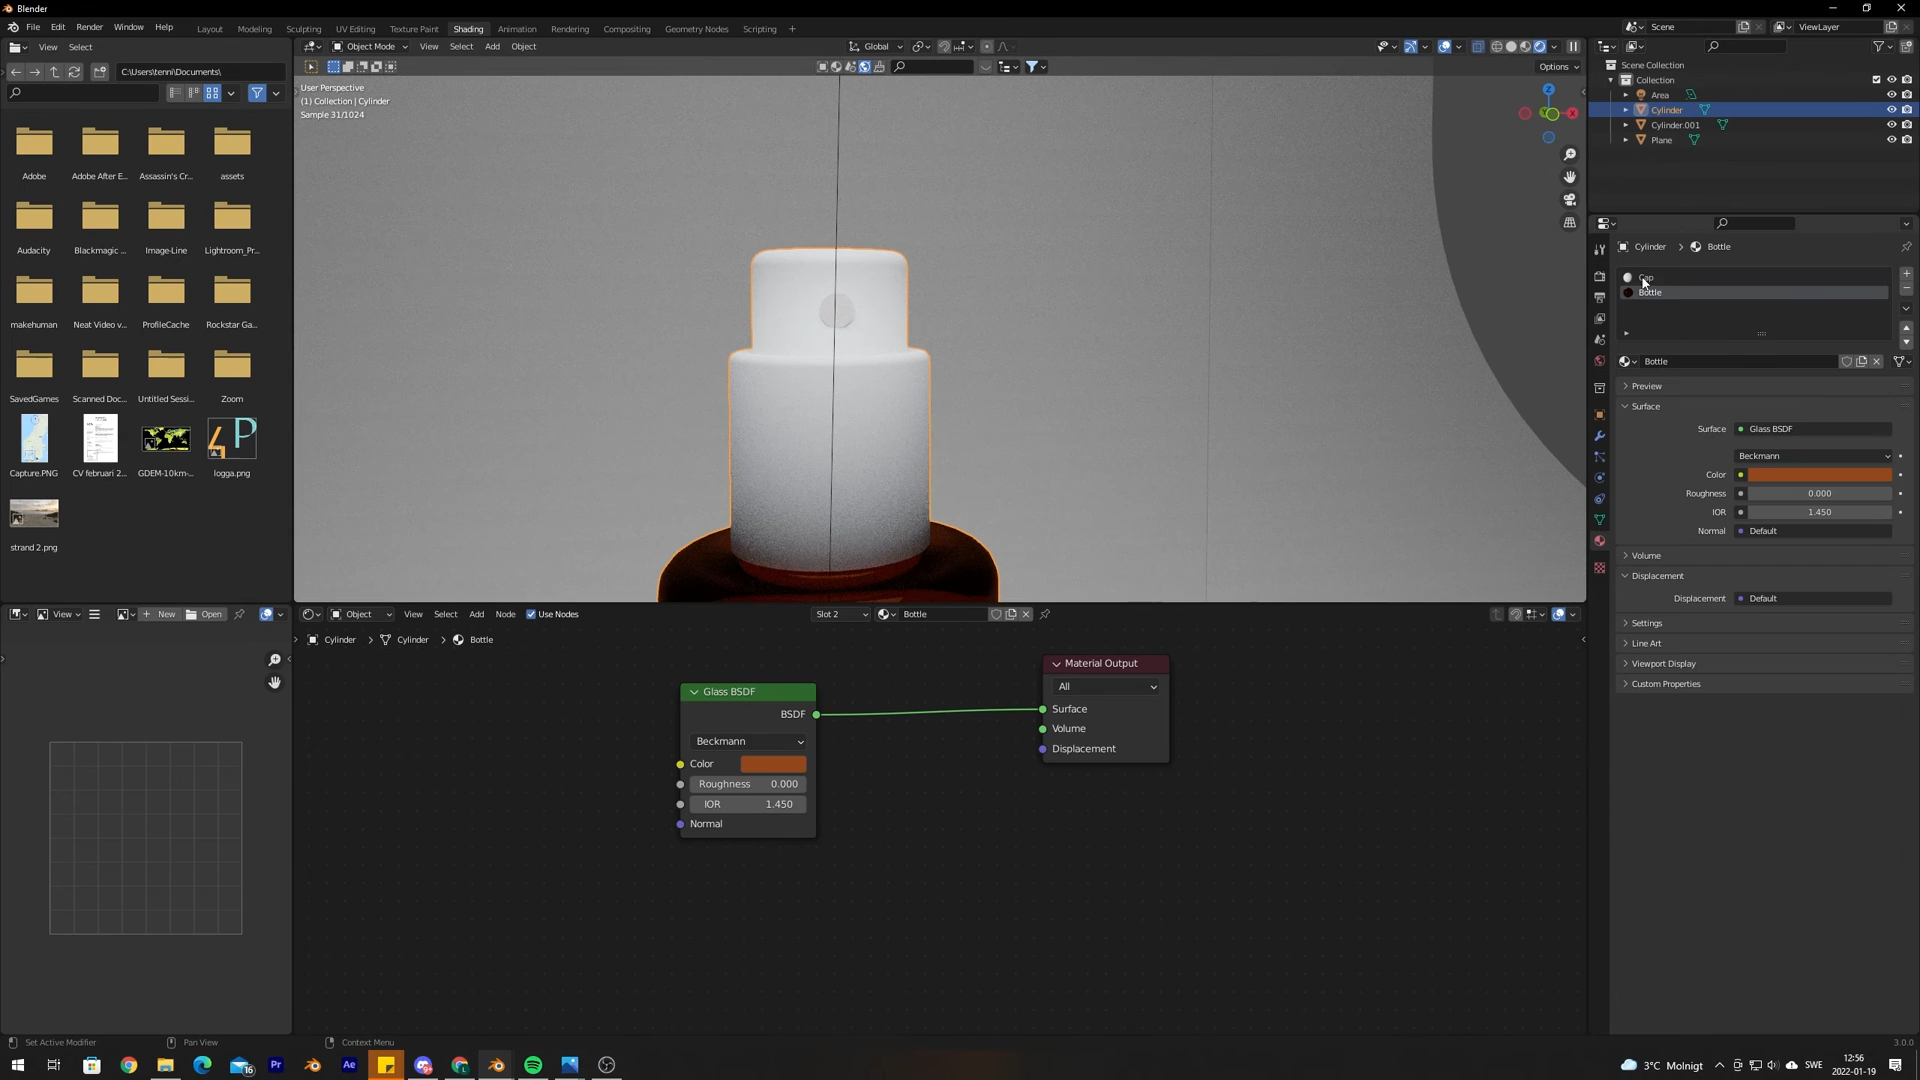 Blender
File Edit Render Window Help
Layout Modeling Sculpting UV Editing Texture Paint Shading Animation Rendering Compositing Geometry Nodes Scripting +
Scene
ViewLayer
View Select
Object Mode View Select Add Object
Global
Options
C:\Users\tenni\Documents\
User Perspective
(1) Collection | Cylinder
Sample 31/1024
Z
X
Scene Collection
Collection
Area
Cylinder
Cylinder.001
Plane
Adobe Adobe After E... Assassin's Cr... assets
Audacity Blackmagic ... Image-Line Lightroom_Pr...
makehuman Neat Video v... ProfileCache Rockstar Ga...
SavedGames Scanned Doc... Untitled Sessi... Zoom
Capture.PNG CV februari 2... GDEM-10km-... logga.png
strand 2.png
Cylinder > Bottle
Cap
Bottle
Bottle
Preview
Surface
Surface Glass BSDF
Beckmann
Color
Roughness 0.000
IOR 1.450
Normal Default
Volume
Displacement
Displacement Default
Settings
Line Art
Viewport Display
Custom Properties
View New Open
Object View Select Add Node Use Nodes Slot 2 Bottle
Cylinder > Cylinder > Bottle
Glass BSDF
BSDF
Beckmann
Color
Roughness 0.000
IOR 1.450
Normal
Material Output
All
Surface
Volume
Displacement
Set Active Modifier Pan View Context Menu 3.0.0
16 Pr Ae
3°C Molnigt SWE 12:56
2022-01-19